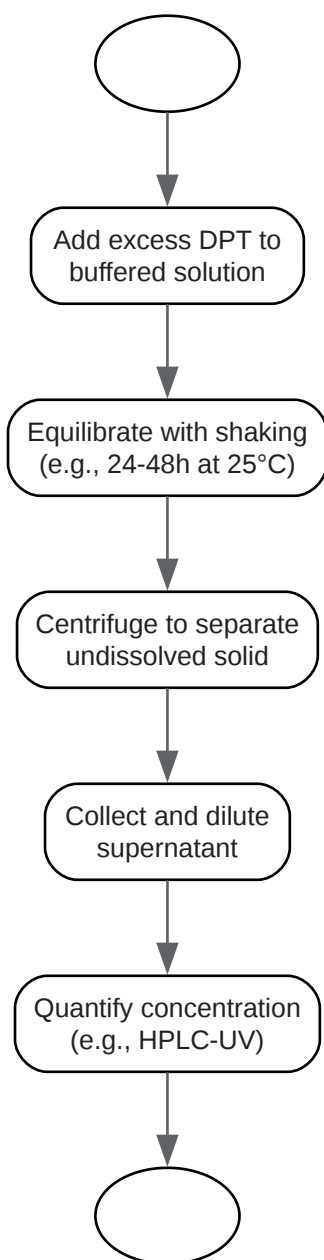 Add excess DPT to
buffered solution
Equilibrate with shaking
(e.g., 24-48h at 25°C)
Centrifuge to separate
undissolved solid
Collect and dilute
supernatant
Quantify concentration
(e.g., HPLC-UV)